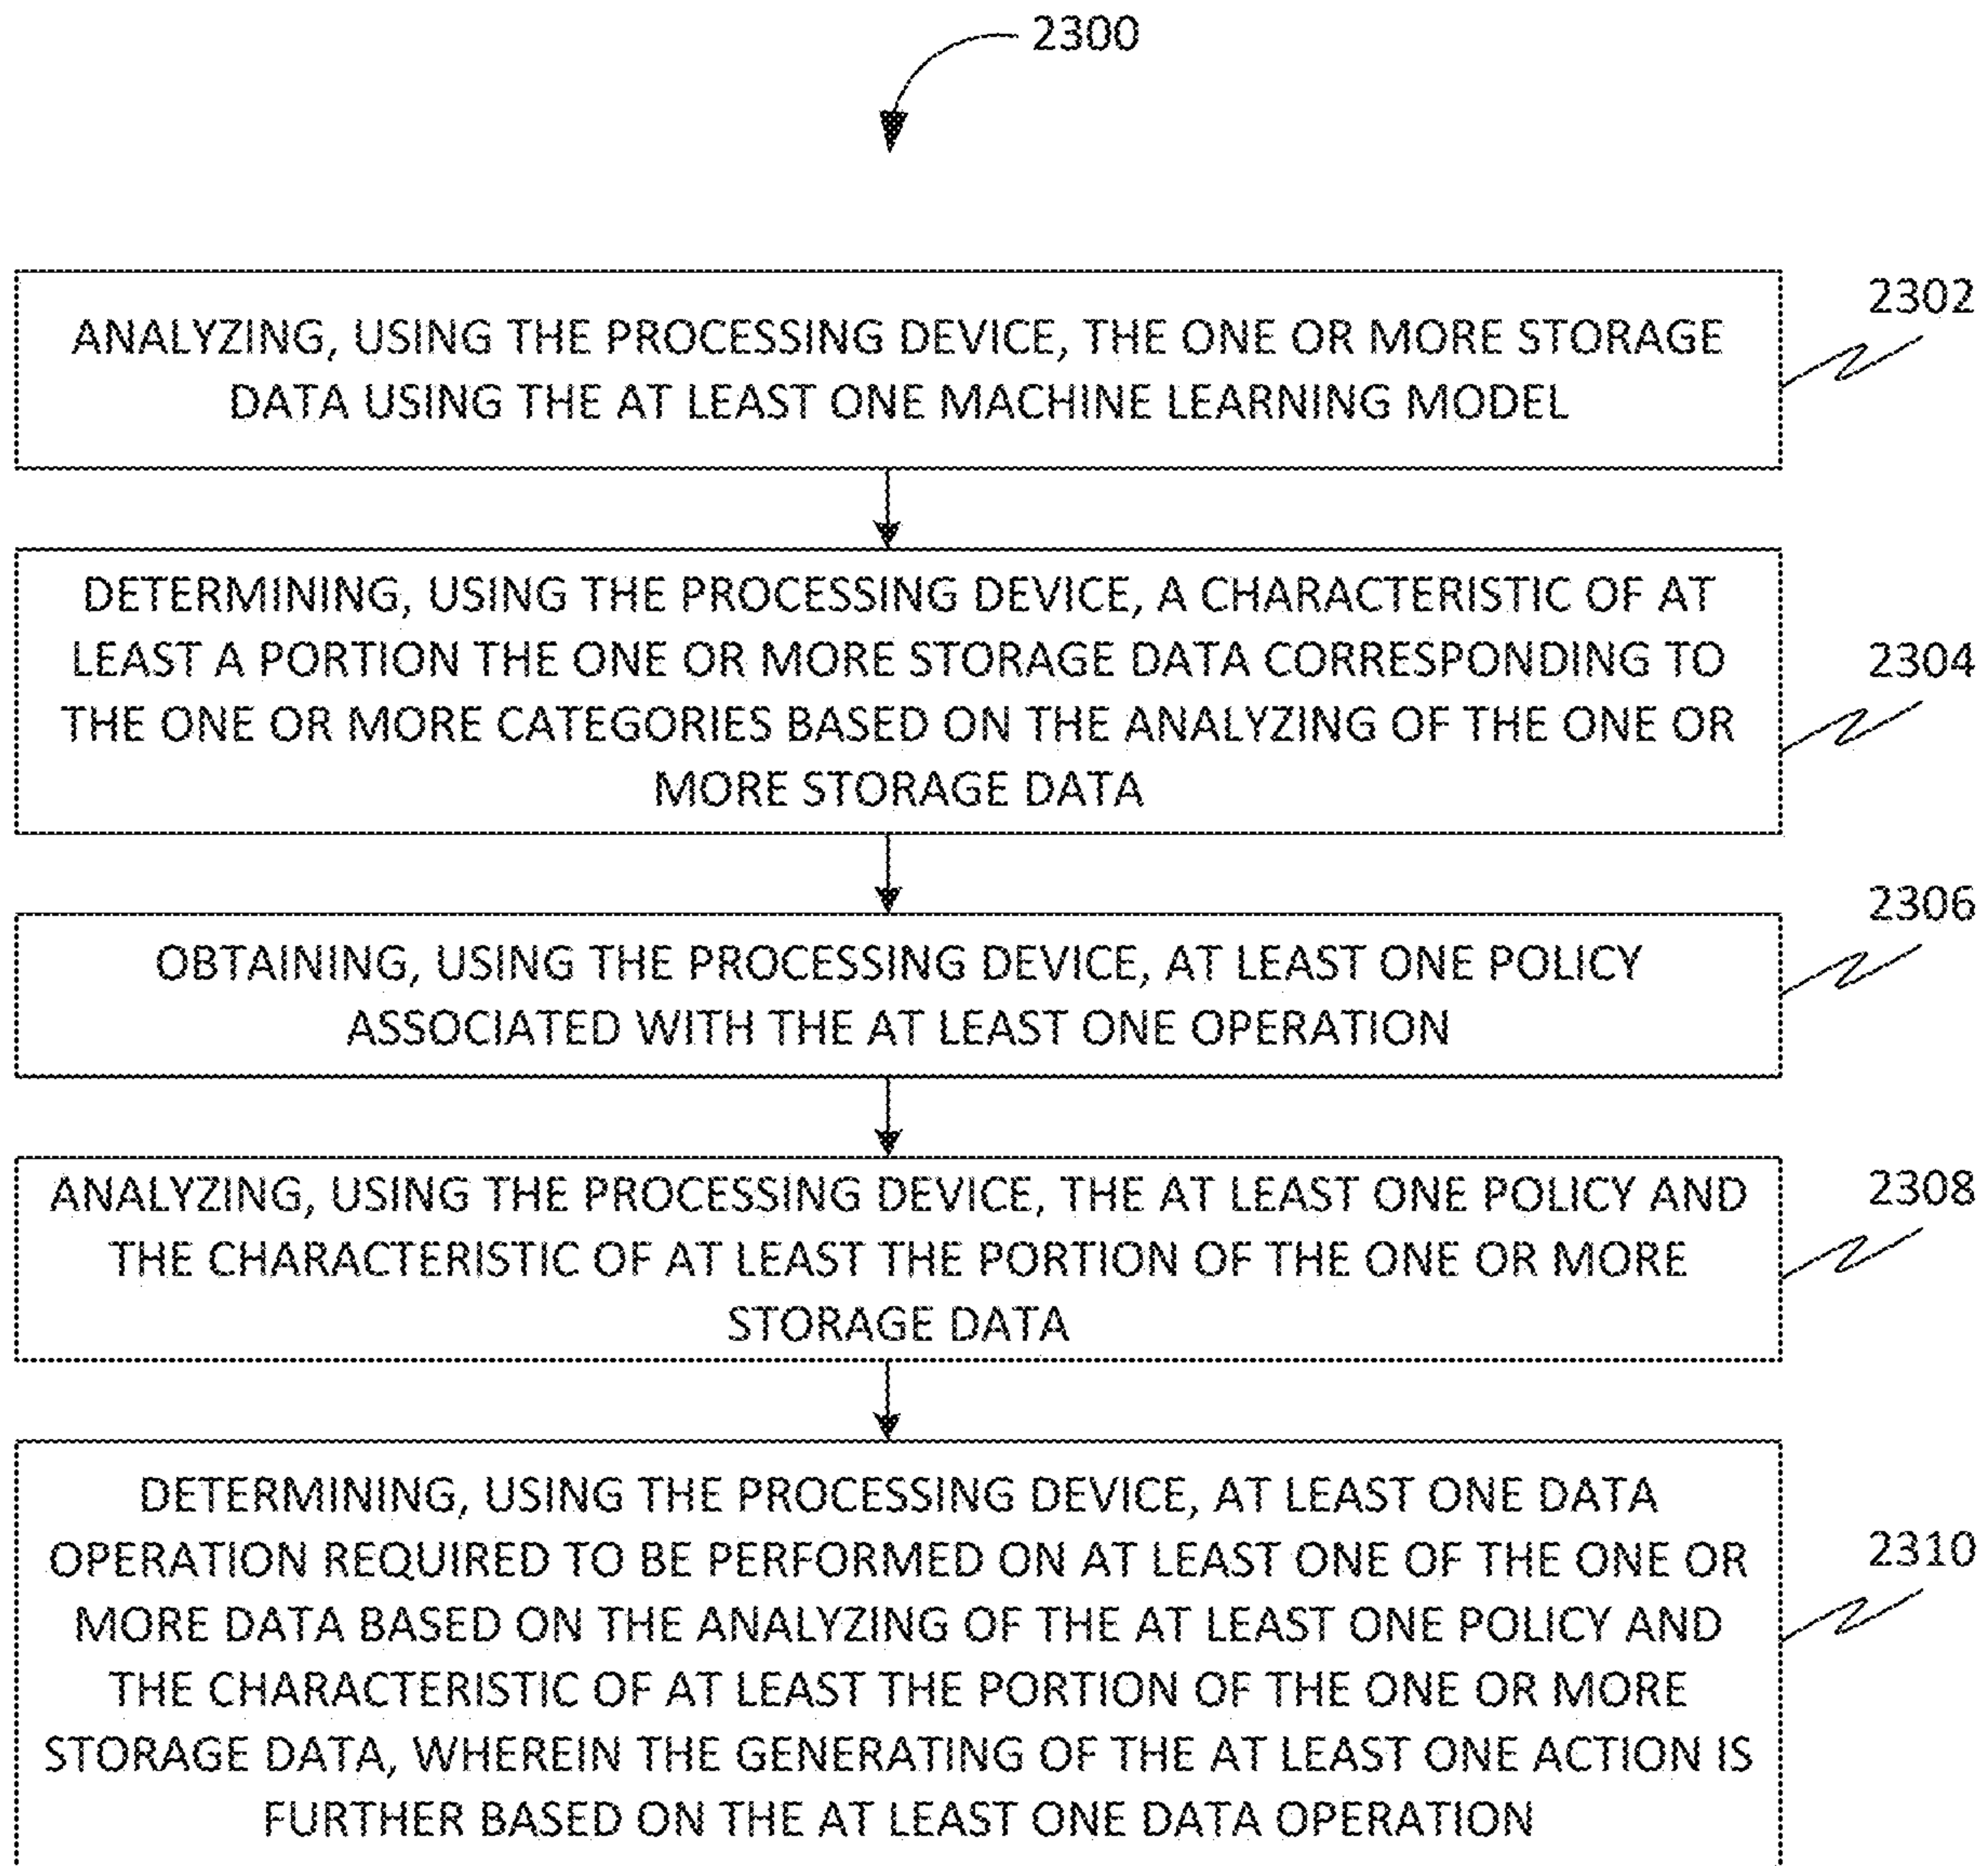 2300
2302
ANALYZING, USING THE PROCESSING DEVICE, THE ONE OR MORE STORAGE
DATA USING THE AT LEAST ONE MACHINE LEARNING MODEL
DETERMINING, USING THE PROCESSING DEVICE, A CHARACTERISTIC OF AT
LEAST A PORTION THE ONE OR MORE STORAGE DATA CORRESPONDING TO
THE ONE OR MORE CATEGORIES BASED ON THE ANALYZING OF THE ONE OR
MORE STORAGE DATA
2304
2306
OBTAINING, USING THE PROCESSING DEVICE, AT LEAST ONE POLICY
ASSOCIATED WITH THE AT LEAST ONE OPERATION
2308
ANALYZING, USING THE PROCESSING DEVICE, THE AT LEAST ONE POLICY AND
THE CHARACTERISTIC OF AT LEAST THE PORTION OF THE ONE OR MORE
STORAGE DATA
DETERMINING, USING THE PROCESSING DEVICE, AT LEAST ONE DATA
OPERATION REQUIRED TO BE PERFORMED ON AT LEAST ONE OF THE ONE OR
MORE DATA BASED ON THE ANALYZING OF THE AT LEAST ONE POLICY AND
THE CHARACTERISTIC OF AT LEAST THE PORTION OF THE ONE OR MORE
STORAGE DATA, WHEREIN THE GENERATING OF THE AT LEAST ONE ACTION IS
FURTHER BASED ON THE AT LEAST ONE DATA OPERATION
2310